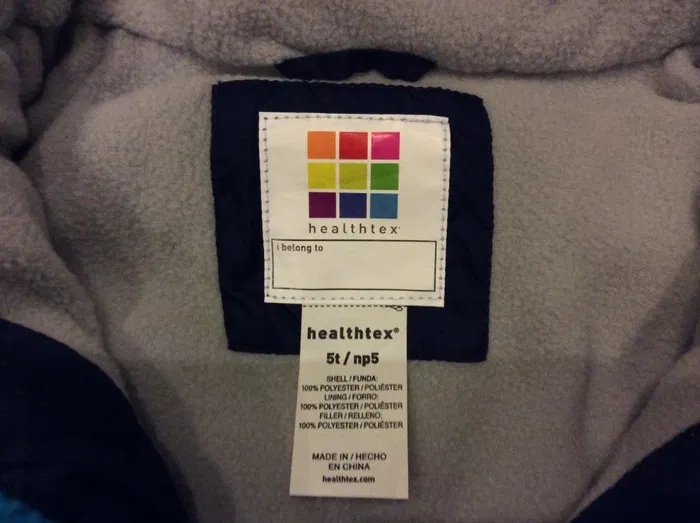 healthtex
i belong to
healthtex®
5t / np5
SHELL / FUNDA:
100% POLYESTER / POLIÉSTER
LINING / FORRO:
100% POLYESTER / POLIÉSTER
FILLER / RELLENO:
100% POLYESTER / POLIÉSTER
MADE IN / HECHO
EN CHINA
healthtex.com